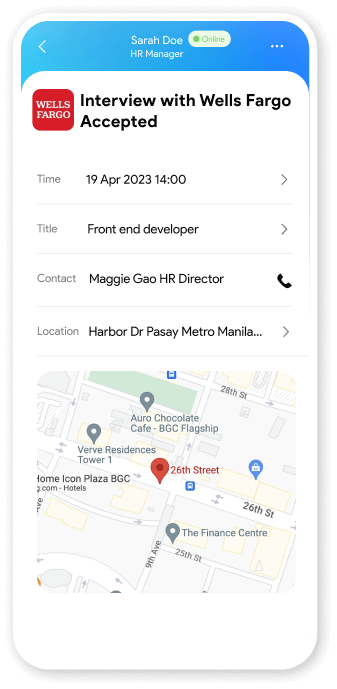 Sarah Doe
Online
HR Manager
WELLS
FARGO
Interview with Wells Fargo
Accepted
Time
19 Apr 2023 14:00
Title
Front end developer
Contact
Maggie Gao HR Director
Location
Harbor Dr Pasay Metro Manila...
28th St
Auro Chocolate
Cafe - BGC Flagship
Verve Residences
Tower 1
Home Icon Plaza BGC
g.com - Hotels
26th Street
26th St
The Finance Centre
9th Ave
25th St